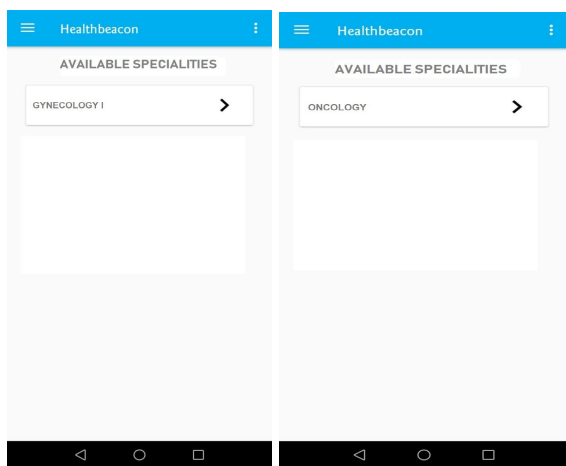 Healthbeacon
AVAILABLE SPECIALITIES
GYNECOLOGY I
Healthbeacon
AVAILABLE SPECIALITIES
ONCOLOGY